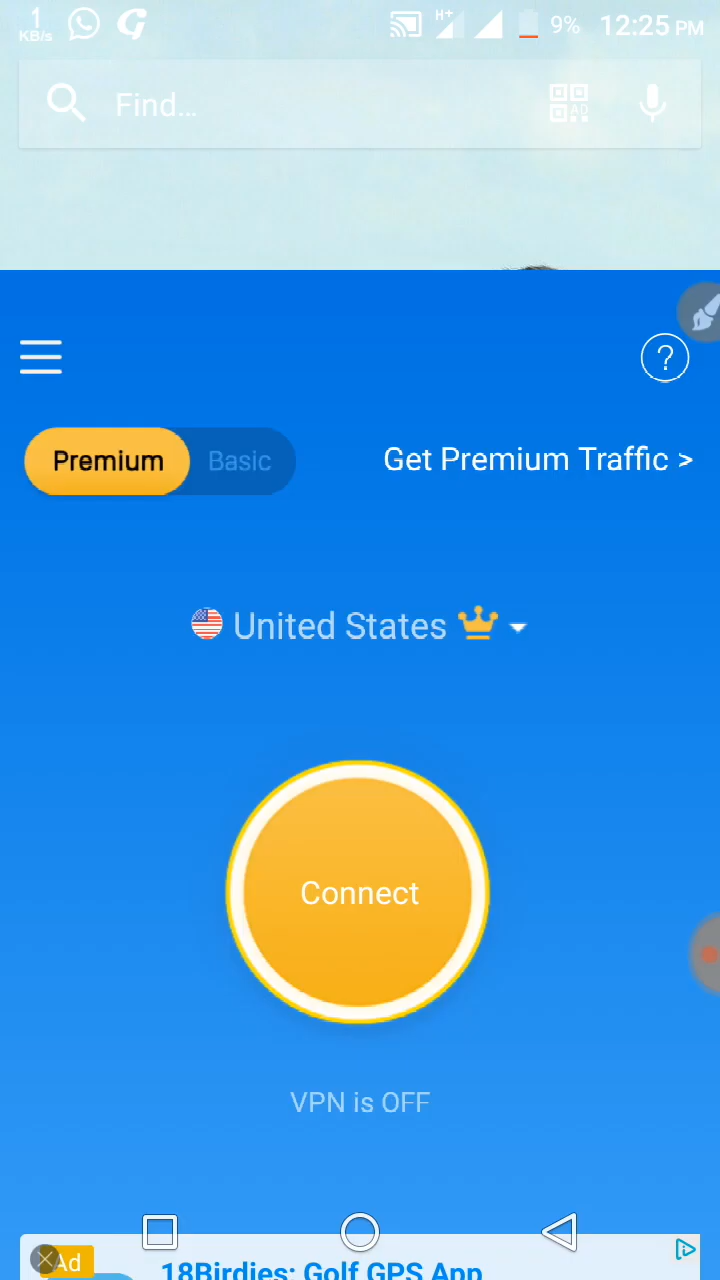 1
KB/s
H+
9%
12:25 PM
Find...
AD
?
Premium
Basic
Get Premium Traffic >
United States
Connect
VPN is OFF
Ad
18Birdies: Golf GPS App